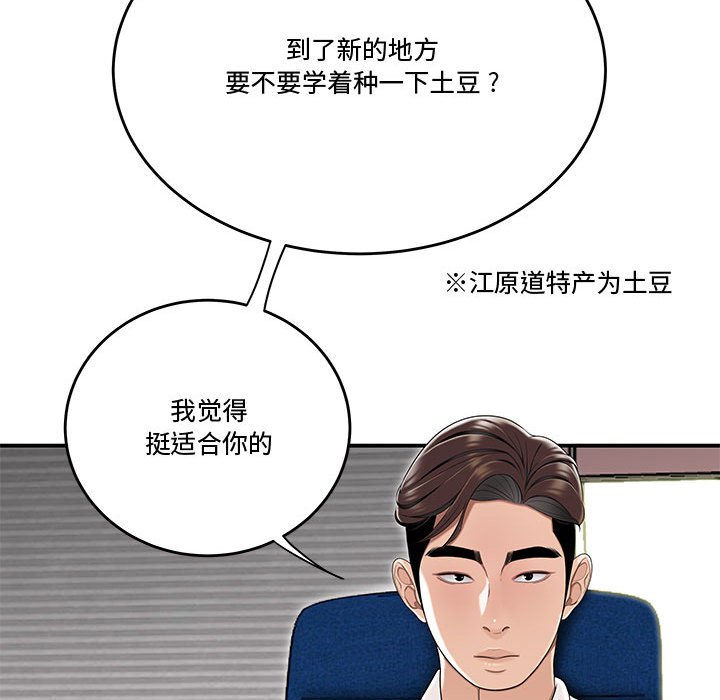 到了新的地方
要不要学着种一下土豆?
※江原道特产为土豆
我觉得
挺适合你的